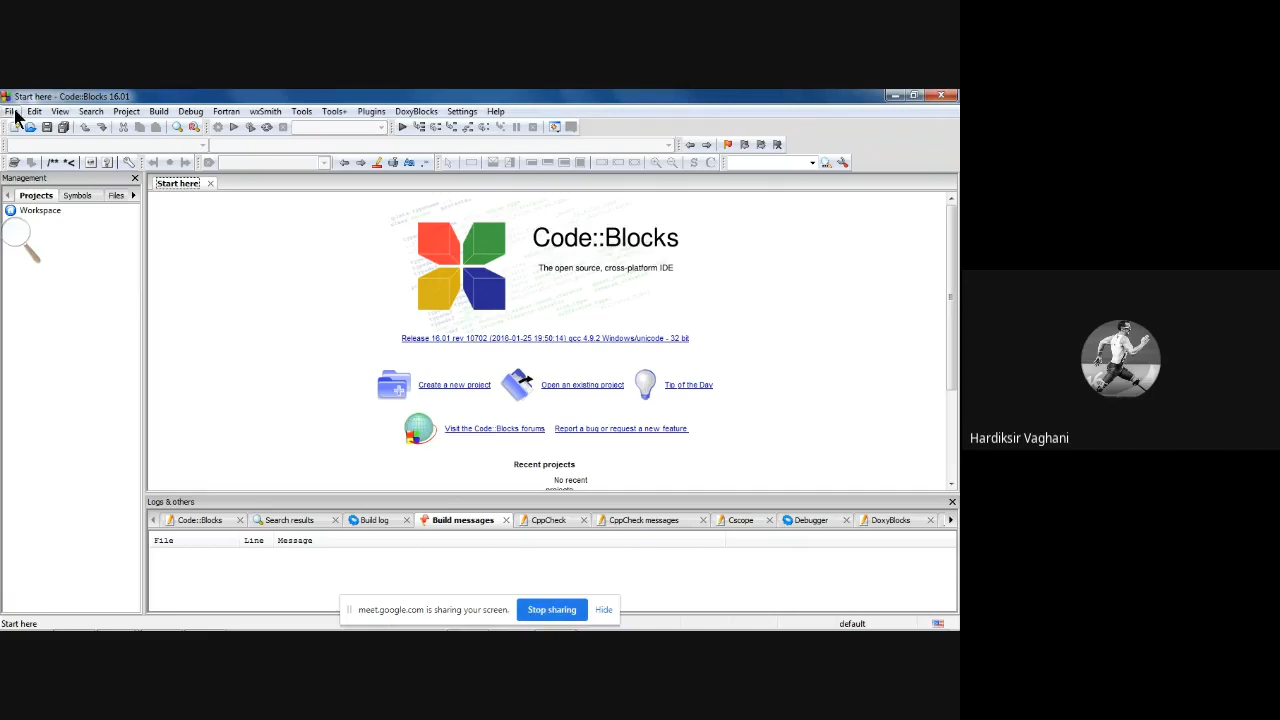 Start here - Code::Blocks 16.01
File Edit View Search Project Build Debug Fortran wxSmith Tools Tools+ Plugins DoxyBlocks Settings Help
Management
Projects Symbols Files
Workspace
Start here
Code::Blocks
The open source, cross-platform IDE
Release 16.01 rev 10702 (2016-01-25 19:50:14) gcc 4.9.2 Windows/unicode - 32 bit
Create a new project Open an existing project Tip of the Day
Visit the Code::Blocks forums Report a bug or request a new feature
Recent projects
No recent
projects
Logs & others
Code::Blocks Search results Build log Build messages CppCheck CppCheck messages Cscope Debugger DoxyBlocks
File Line Message
meet.google.com is sharing your screen. Stop sharing Hide
Start here default
Hardiksir Vaghani